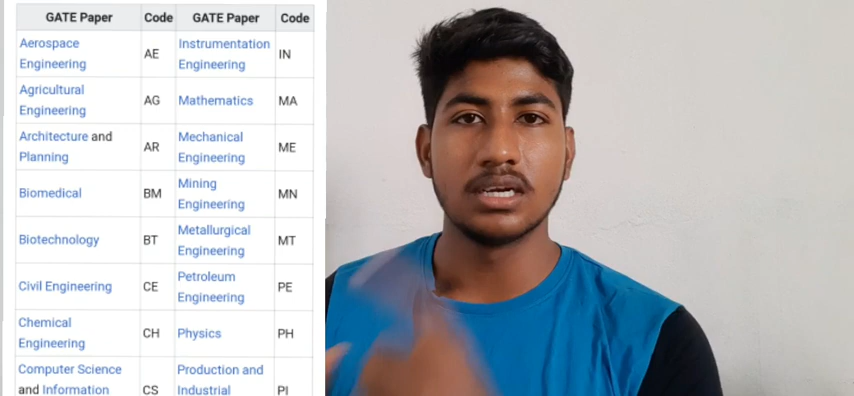 GATE Paper Code GATE Paper Code
Aerospace
Engineering
AE
Instrumentation
Engineering
IN
Agricultural
Engineering
AG
Mathematics
MA
Architecture and
Planning
AR
Mechanical
Engineering
ME
Biomedical
BM
Mining
Engineering
MN
Biotechnology
BT
Metallurgical
Engineering
MT
Civil Engineering
CE
Petroleum
Engineering
PE
Chemical
Engineering
CH
Physics
PH
Computer Science
and Information
CS
Production and
Industrial
PI